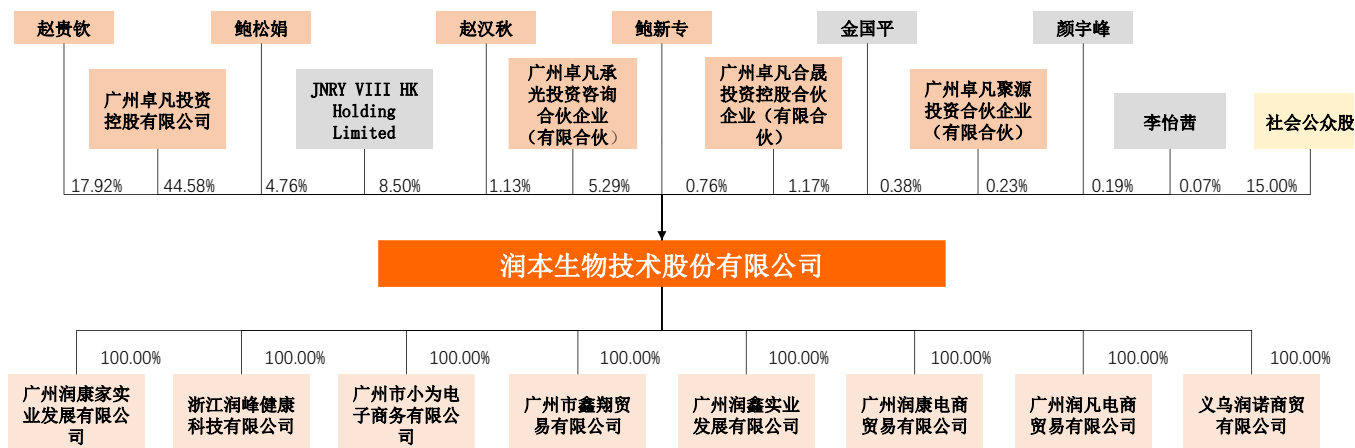 赵贵钦
鲍松娟
赵汉秋
鲍新专
金国平
颜宇峰
广州卓凡投资
控股有限公司
JNRY VIII HK
Holding
Limited
广州卓凡承
光投资咨询
合伙企业
（有限合伙）
广州卓凡合晟
投资控股合伙
企业（有限合
伙）
广州卓凡聚源
投资合伙企业
（有限合伙）
李怡茜
社会公众股
17.92%
44.58%
4.76%
8.50%
1.13%
5.29%
0.76%
1.17%
0.38%
0.23%
0.19%
0.07%
15.00%
润本生物技术股份有限公司
100.00%
100.00%
100.00%
100.00%
100.00%
100.00%
100.00%
100.00%
广州润康家实
业发展有限公
司
浙江润峰健康
科技有限公司
广州市小为电
子商务有限公
司
广州市鑫翔贸
易有限公司
广州润鑫实业
发展有限公司
广州润康电商
贸易有限公司
广州润凡电商
贸易有限公司
义乌润诺商贸
有限公司